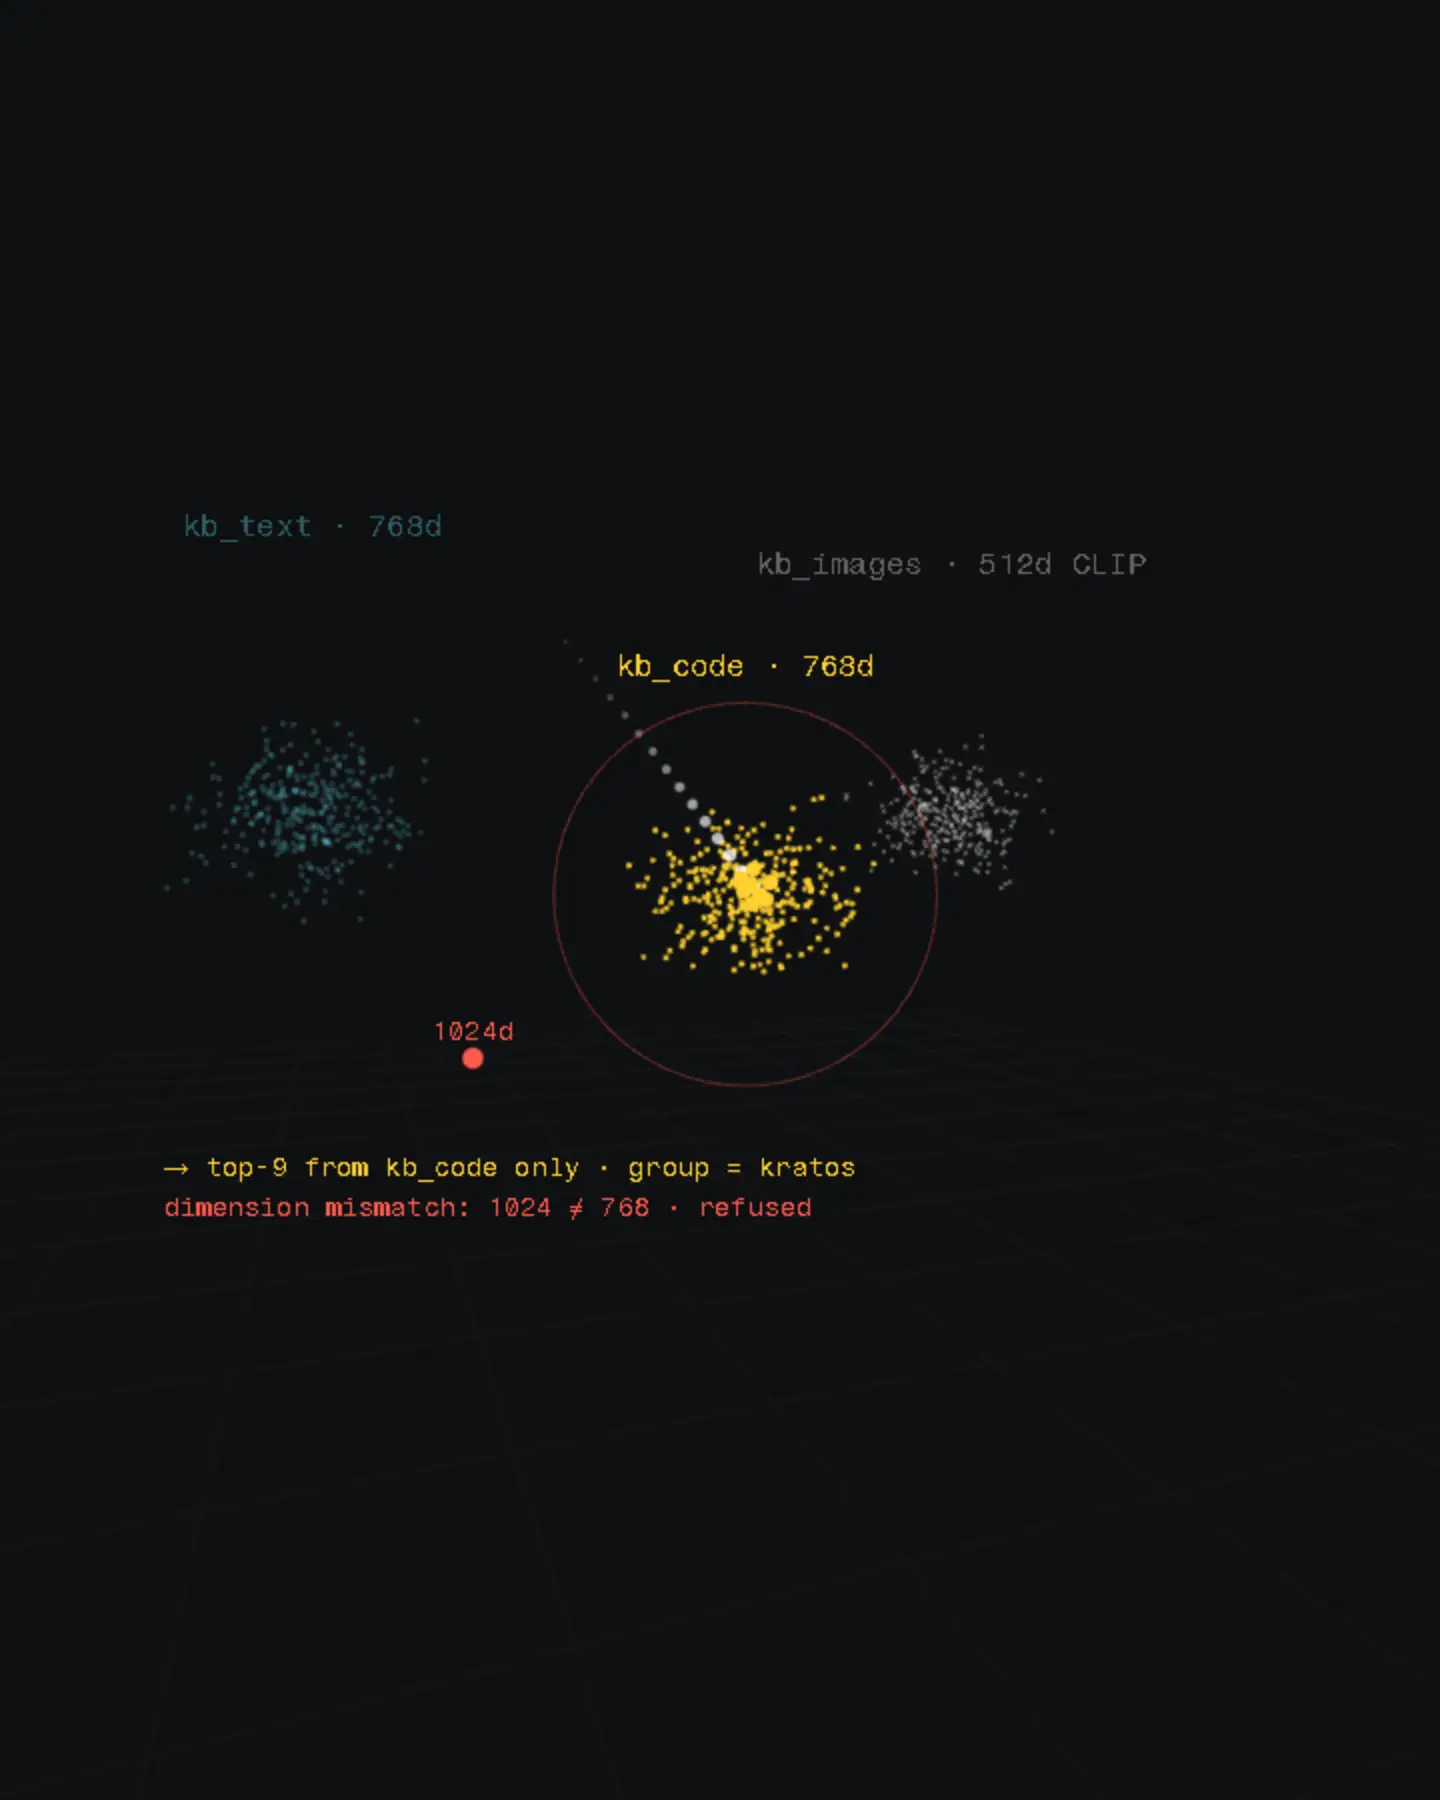 kb_text · 768d
kb_images · 512d CLIP
kb_code · 768d
1024d
→ top-9 from kb_code only · group = kratos
dimension mismatch: 1024 ≠ 768 · refused